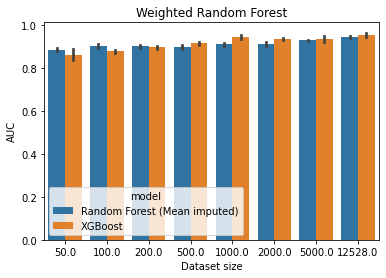 Weighted Random Forest
1.0
0.8
0.6
0.4
0.2
0.0
AUC
model
Random Forest (Mean imputed)
XGBoost
50.0 100.0 200.0 500.0 1000.0 2000.0 5000.0 12528.0
Dataset size